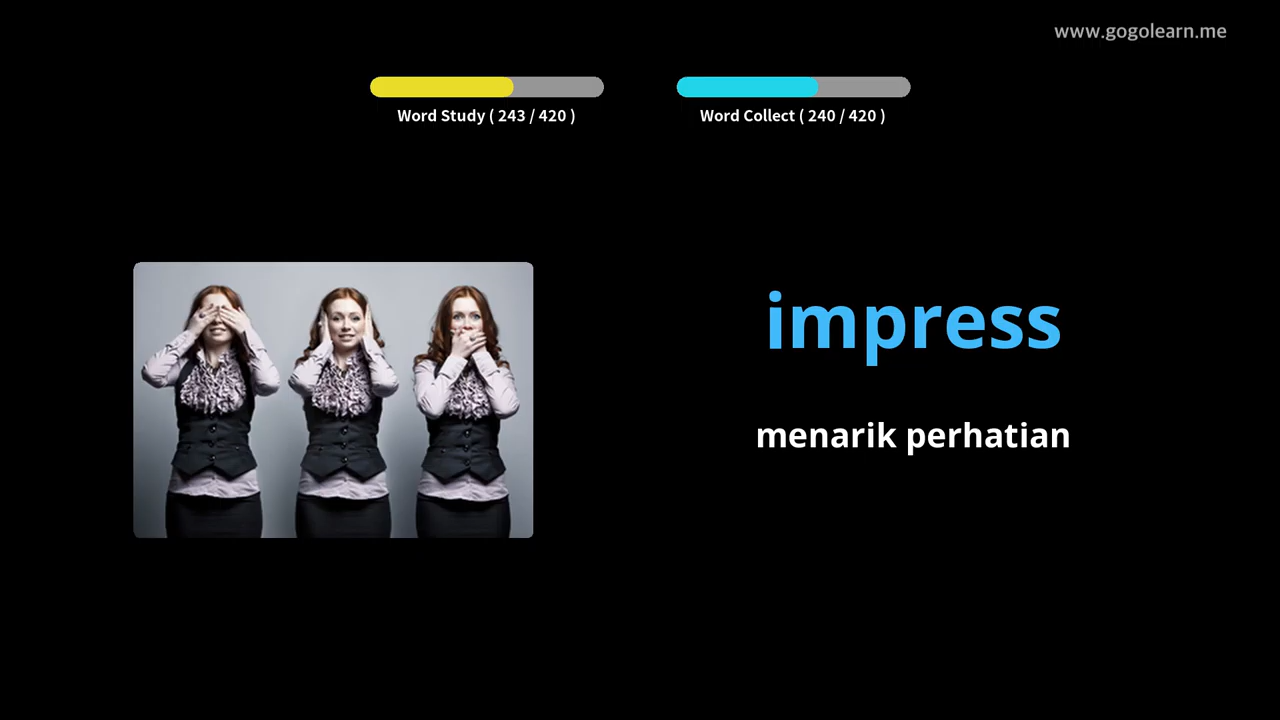 www.gogolearn.me
Word Study ( 243 / 420 )
Word Collect ( 240 / 420 )
impress
menarik perhatian